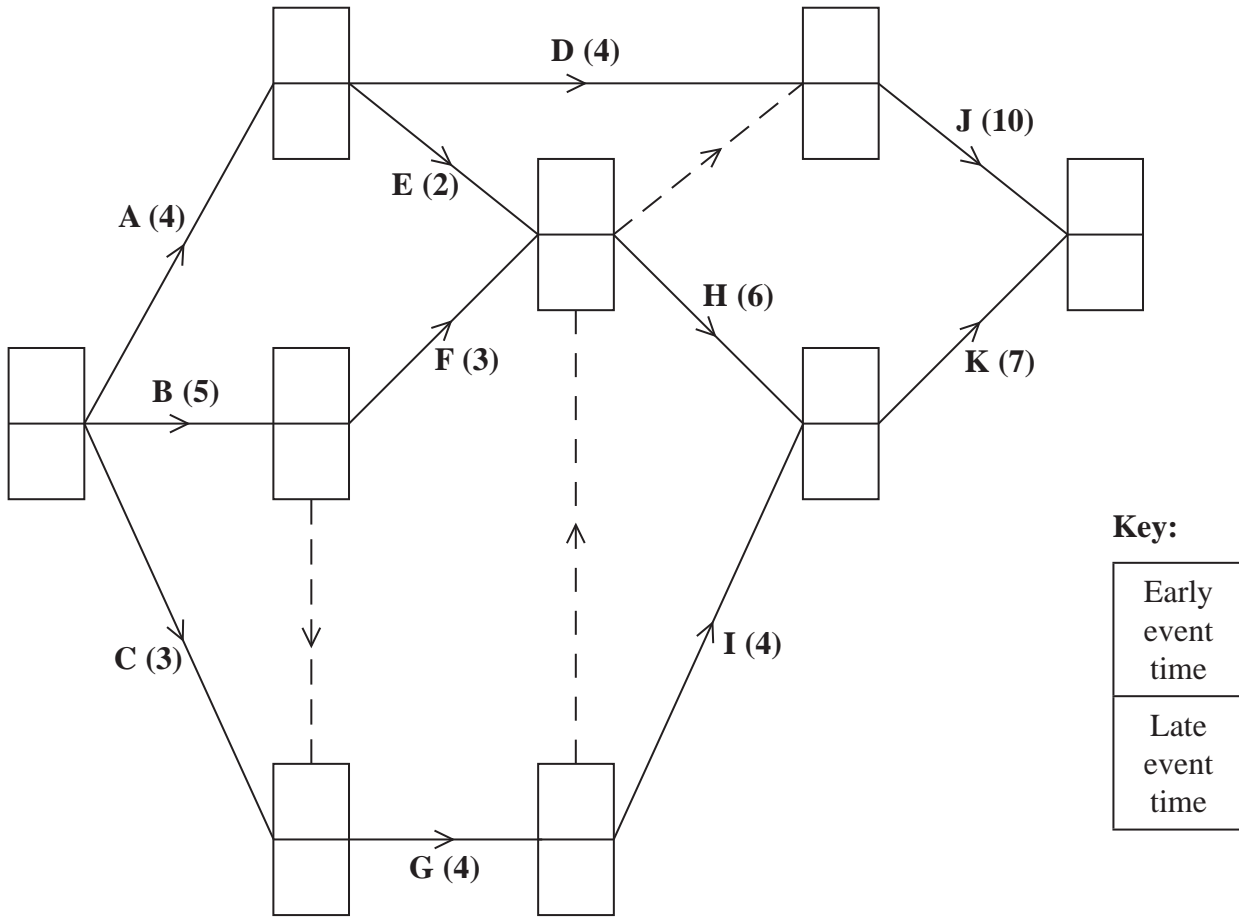 D (4)
J (10)
E (2)
A (4)
H (6)
F (3)
K (7)
B (5)
Key:
Early
event
time
C (3)
I (4)
Late
event
time
G (4)